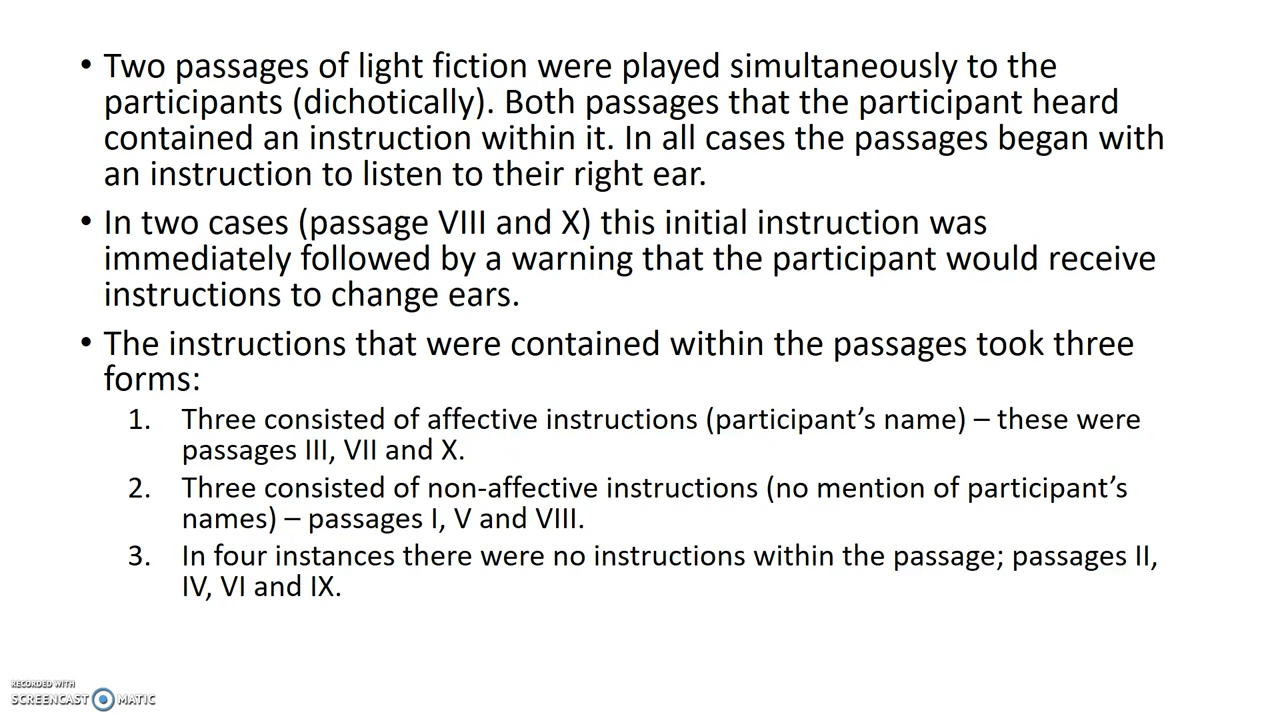 • Two passages of light fiction were played simultaneously to the
participants (dichotically). Both passages that the participant heard
contained an instruction within it. In all cases the passages began with
an instruction to listen to their right ear.
• In two cases (passage VIII and X) this initial instruction was
immediately followed by a warning that the participant would receive
instructions to change ears.
• The instructions that were contained within the passages took three
forms:
1. Three consisted of affective instructions (participant’s name) – these were
passages III, VII and X.
2. Three consisted of non-affective instructions (no mention of participant’s
names) – passages I, V and VIII.
3. In four instances there were no instructions within the passage; passages II,
IV, VI and IX.
RECORDED WITH
SCREENCAST MATIC